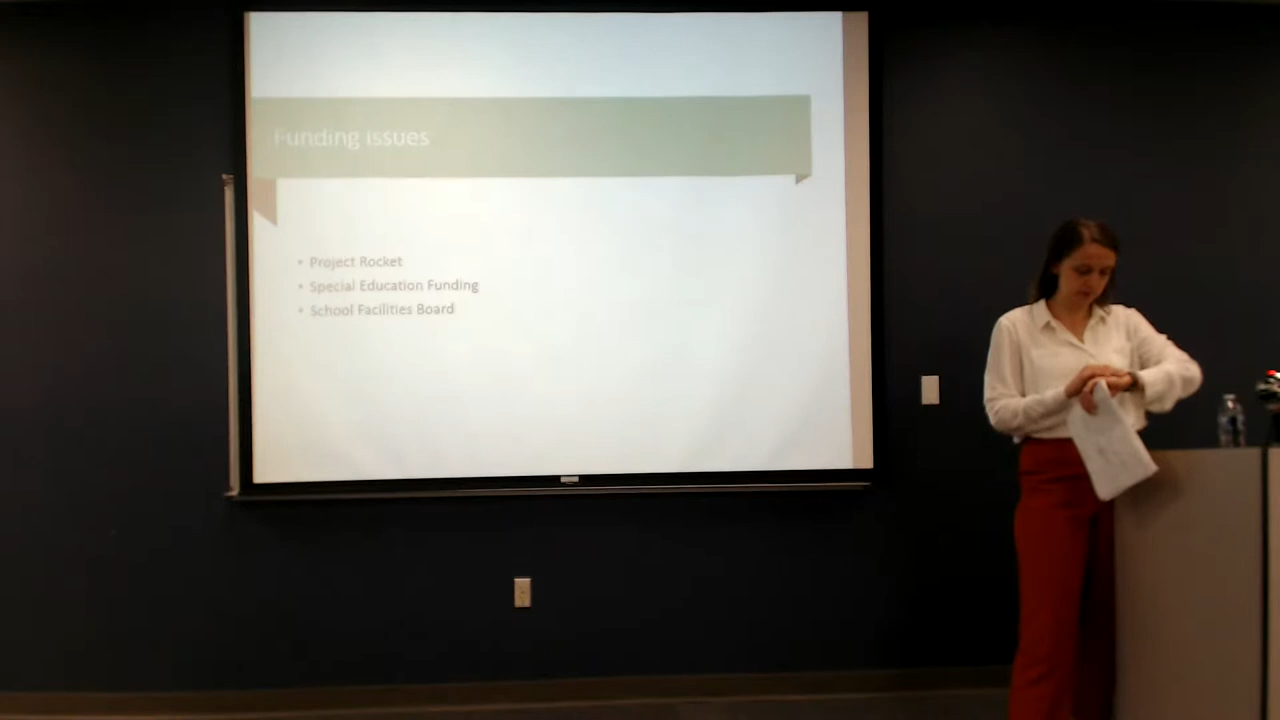 Funding issues
• Project Rocket
• Special Education Funding
• School Facilities Board